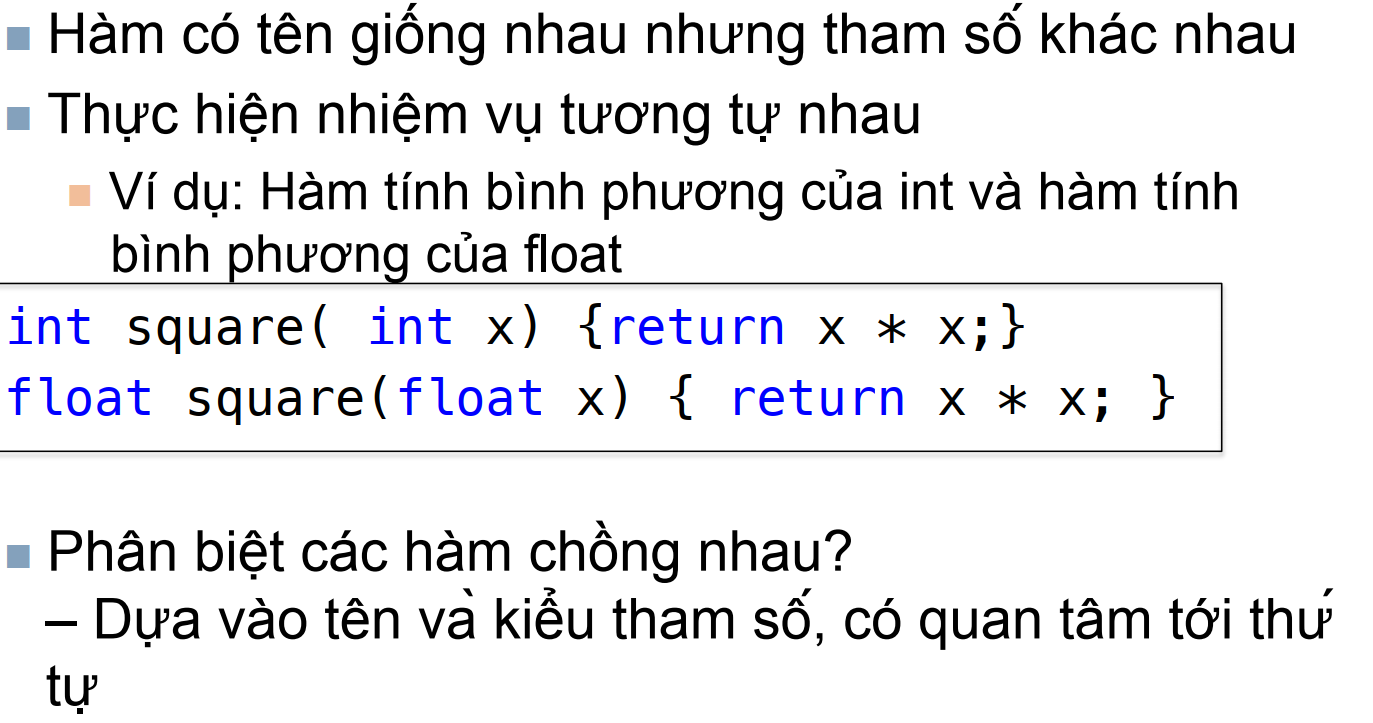 Hàm có tên giống nhau nhưng tham số khác nhau
Thực hiện nhiệm vụ tương tự nhau
Ví dụ: Hàm tính bình phương của int và hàm tính
bình phương của float
int square( int x) {return x * x;}
float square(float x) { return x * x; }
Phân biệt các hàm chồng nhau?
– Dựa vào tên và kiểu tham số, có quan tâm tới thứ
tự